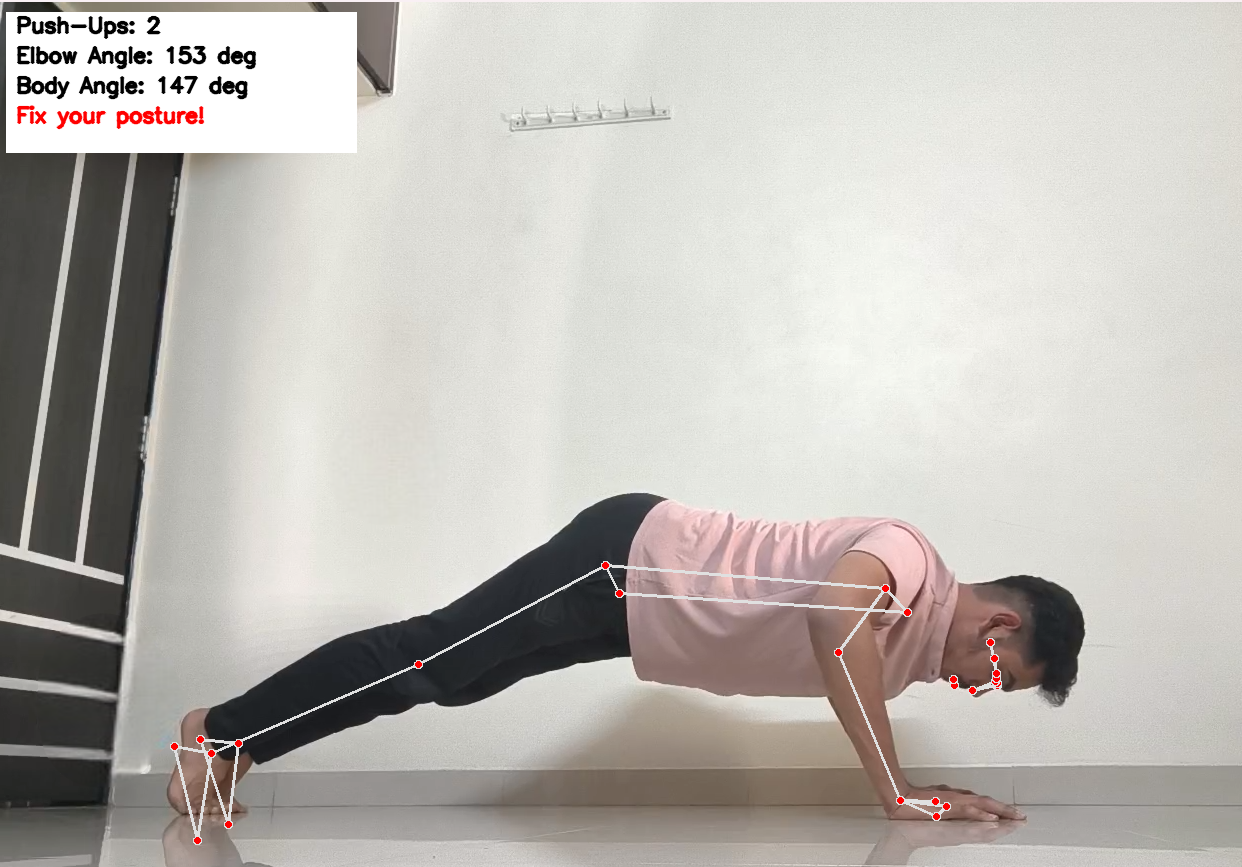 Push-Ups: 2
Elbow Angle: 153 deg
Body Angle: 147 deg
Fix your posture!